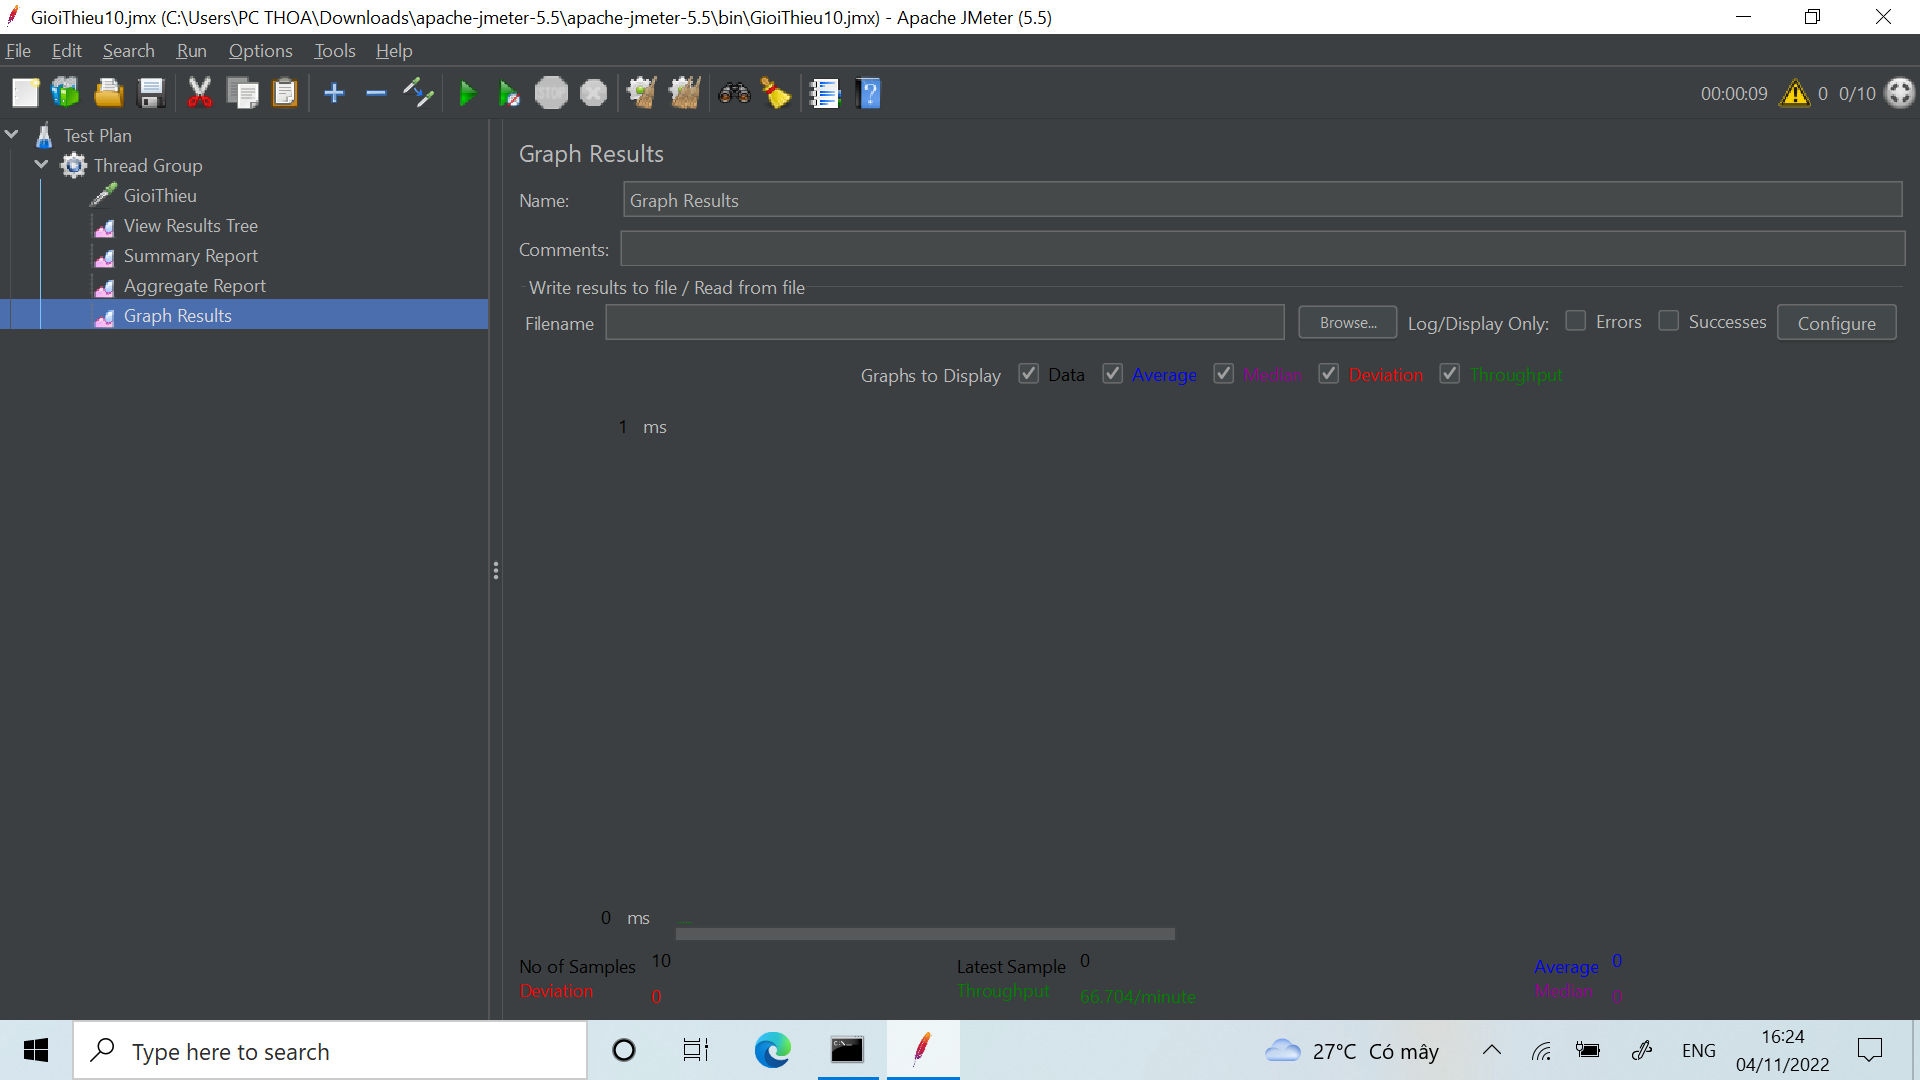 GioiThieu10.jmx (C:\Users\PC THOA\Downloads\apache-jmeter-5.5\apache-jmeter-5.5\bin\GioiThieu10.jmx) - Apache JMeter (5.5)
File Edit Search Run Options Tools Help
STOP
00:00:09 0 0/10
Test Plan
Thread Group
GioiThieu
View Results Tree
Summary Report
Aggregate Report
Graph Results
Graph Results
Name: Graph Results
Comments:
Write results to file / Read from file
Filename Browse... Log/Display Only: Errors Successes Configure
Graphs to Display Data Average Median Deviation Throughput
1 ms
0 ms
No of Samples 10 Latest Sample 0 Average 0
Deviation 0 Throughput 66.704/minute Median 0
Type here to search
27°C Có mây
ENG
16:24
04/11/2022